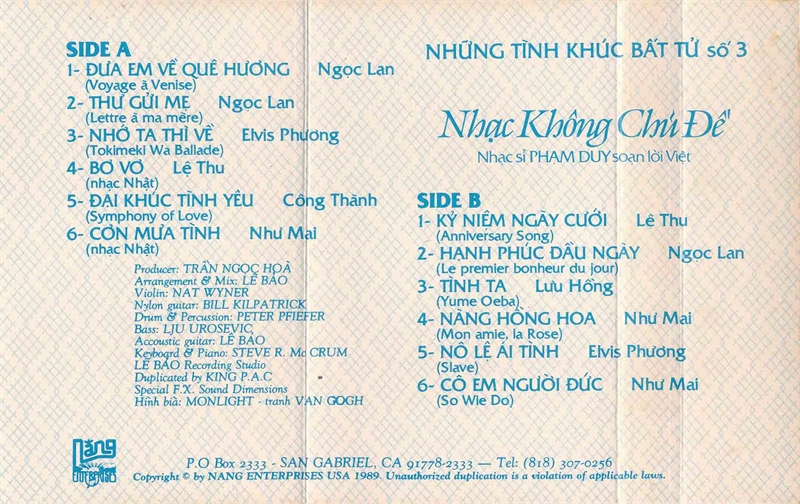 SIDE A
1- ĐƯA EM VỀ QUÊ HƯƠNG Ngọc Lan
(Voyage â Venise)
2- THƯ GỬI MẸ Ngọc Lan
(Lettre â ma mère)
3- NHỚ TA THÌ VỀ Elvis Phương
(Tokimeki Wa Ballade)
4- BƠ VƠ Lệ Thu
(nhạc Nhật)
5- ĐẠI KHÚC TÌNH YÊU Công Thành
(Symphony of Love)
6- CƠN MƯA TÌNH Như Mai
(nhạc Nhật)
Producer: TRẦN NGỌC HOÀ
Arrangement & Mix: LÊ BÁO
Violin: NAT WYNER
Nylon guitar: BILL KILPATRICK
Drum & Percussion: PETER PFIEFER
Bass: LJU UROSEVIC,
Accoustic guitar: LÊ BÁO
Keyboard & Piano: STEVE R. Mc CRUM
LÊ BÁO Recording Studio
Duplicated by KING P.A.C
Special F.X. Sound Dimensions
Hình bìa: MONLIGHT - tranh VAN GOGH
NHỮNG TÌNH KHÚC BẤT TỬ số 3
Nhạc Không Chủ Đề
Nhạc sĩ PHẠM DUY soạn lời Việt
SIDE B
1- KỶ NIỆM NGÀY CƯỚI Lệ Thu
(Anniversary Song)
2- HẠNH PHÚC ĐẦU NGÀY Ngọc Lan
(Le premier bonheur du jour)
3- TÌNH TA Lưu Hồng
(Yume Oeba)
4- NÀNG HỒNG HOA Như Mai
(Mon amie, la Rose)
5- NÔ LỆ ÁI TÌNH Elvis Phương
(Slave)
6- CÔ EM NGƯỜI ĐỨC Như Mai
(So Wie Do)
Nắng
ENTERPRISES
P.O Box 2333 - SAN GABRIEL, CA 91778-2333 — Tel: (818) 307-0256
Copyright © by NANG ENTERPRISES USA 1989. Unauthorized duplication is a violation of applicable laws.